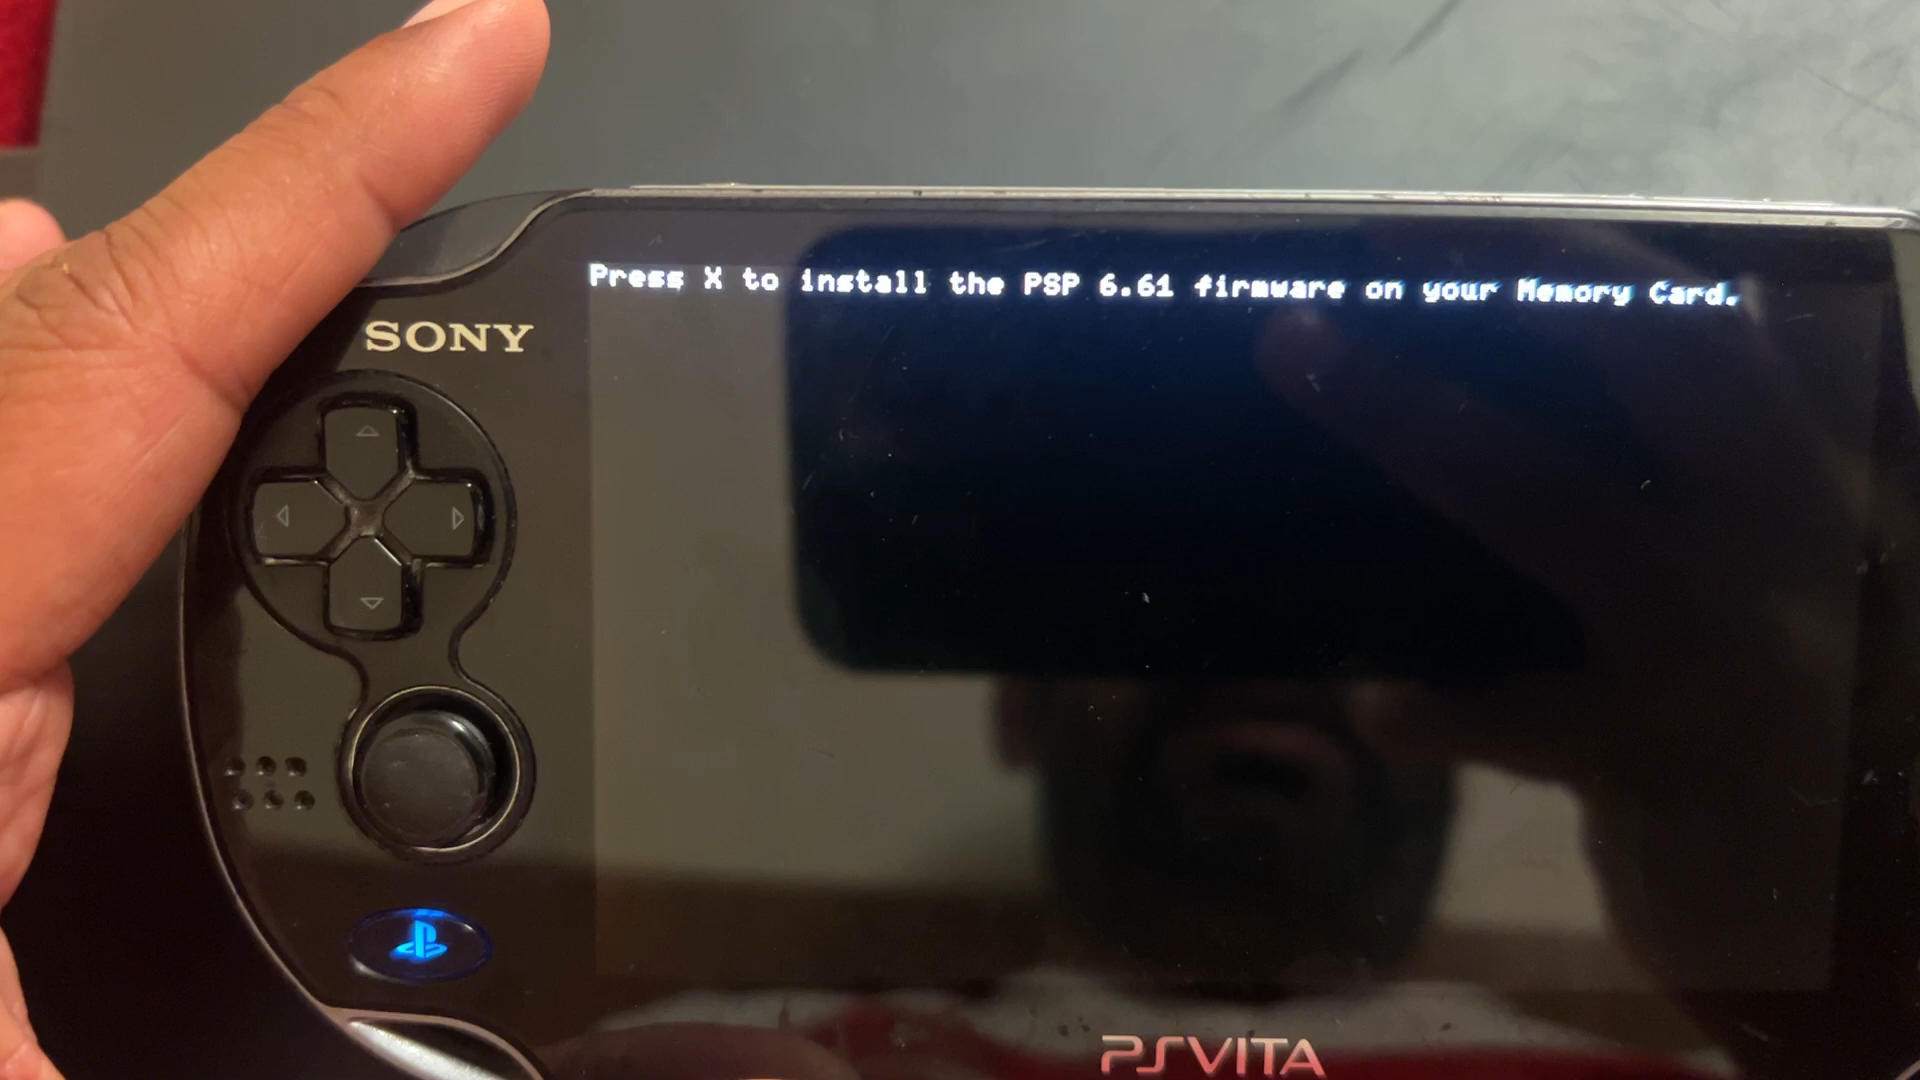 Press X to install the PSP 6.61 firmware on your Memory Card.
SONY
PSVITA